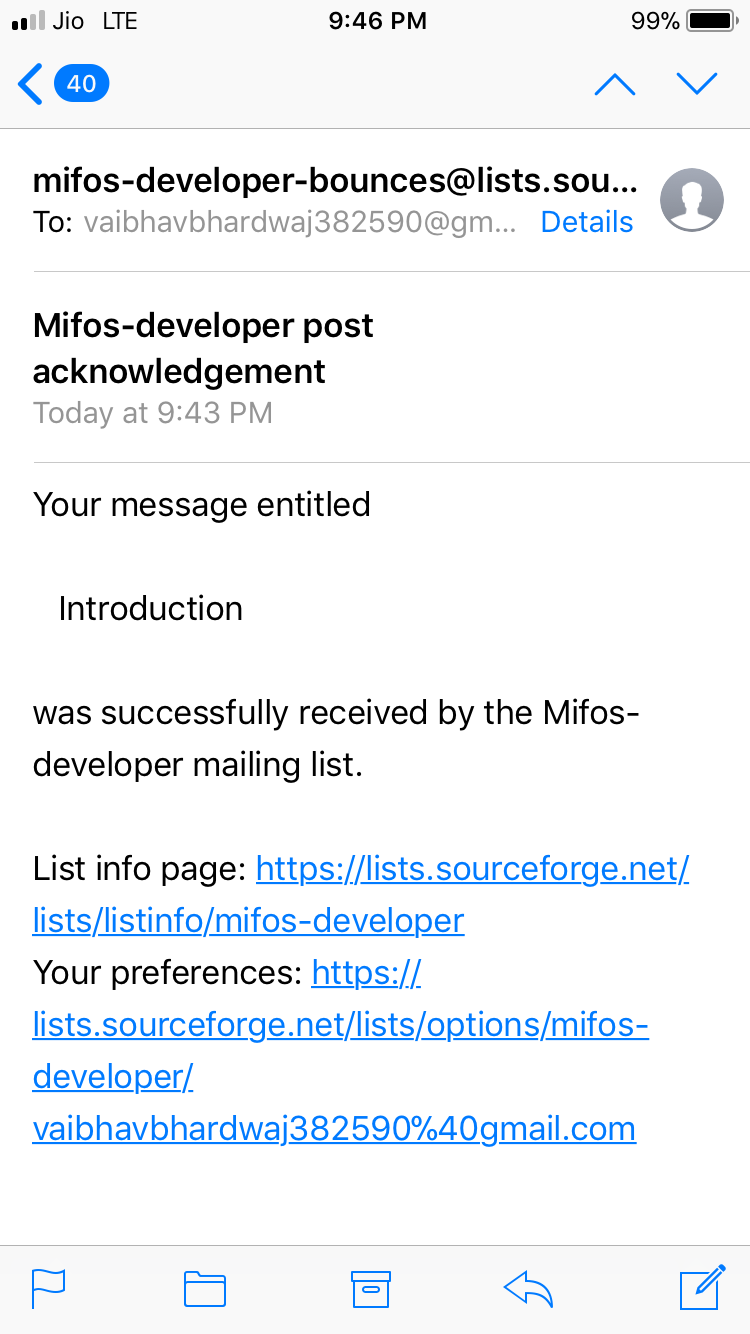 Jio LTE 9:46 PM 99%
40
mifos-developer-bounces@lists.sou...
To: vaibhavbhardwaj382590@gm... Details
Mifos-developer post
acknowledgement
Today at 9:43 PM
Your message entitled
Introduction
was successfully received by the Mifos-
developer mailing list.
List info page: https://lists.sourceforge.net/
lists/listinfo/mifos-developer
Your preferences: https://
lists.sourceforge.net/lists/options/mifos-
developer/
vaibhavbhardwaj382590%40gmail.com